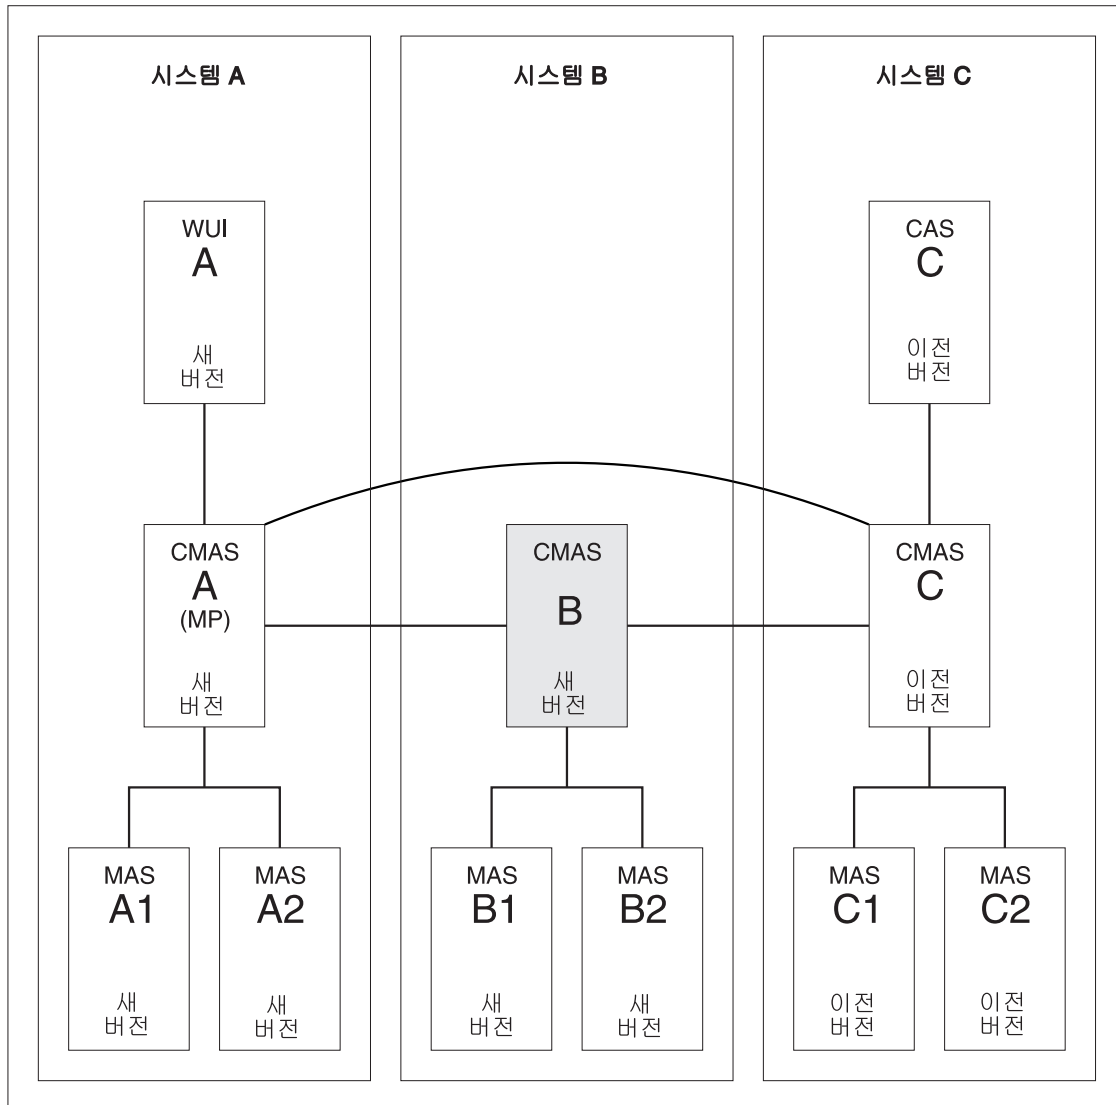 시스템 A
시스템 B
시스템 C
WUI
A
새
버전
CAS
C
이전
버전
CMAS
A
(MP)
새
버전
CMAS
B
새
버전
CMAS
C
이전
버전
MAS
A1
새
버전
MAS
A2
새
버전
MAS
B1
새
버전
MAS
B2
새
버전
MAS
C1
이전
버전
MAS
C2
이전
버전